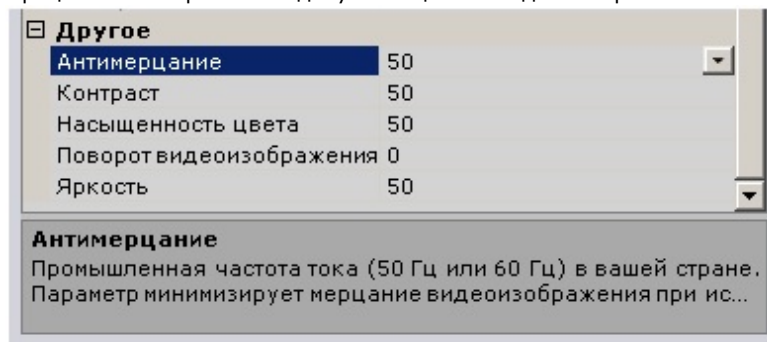 Другое
Антимерцание 50
Контраст 50
Насыщенность цвета 50
Поворот видеоизображения 0
Яркость 50
Антимерцание
Промышленная частота тока (50 Гц или 60 Гц) в вашей стране.
Параметр минимизирует мерцание видеоизображения при ис...